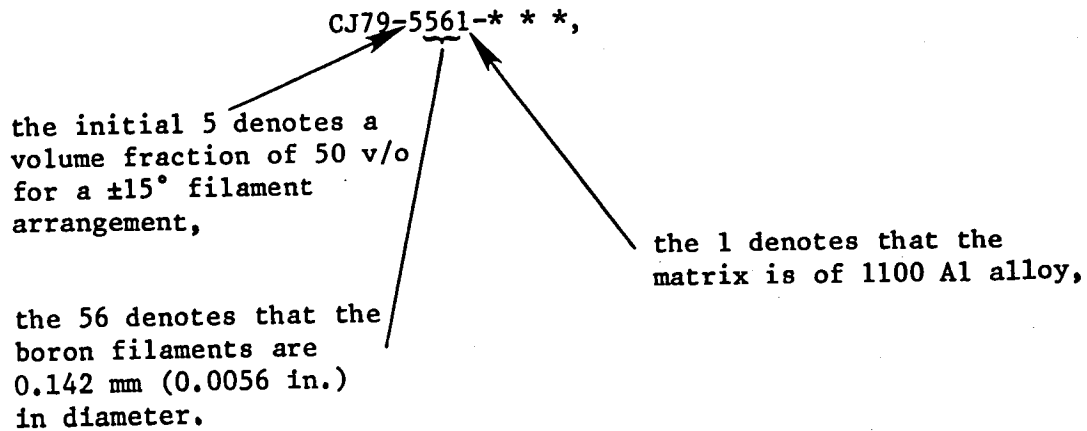 CJ79-5561-* * *,
the initial 5 denotes a
volume fraction of 50 v/o
for a ±15° filament
arrangement,
the 1 denotes that the
matrix is of 1100 Al alloy,
the 56 denotes that the
boron filaments are
0.142 mm (0.0056 in.)
in diameter.